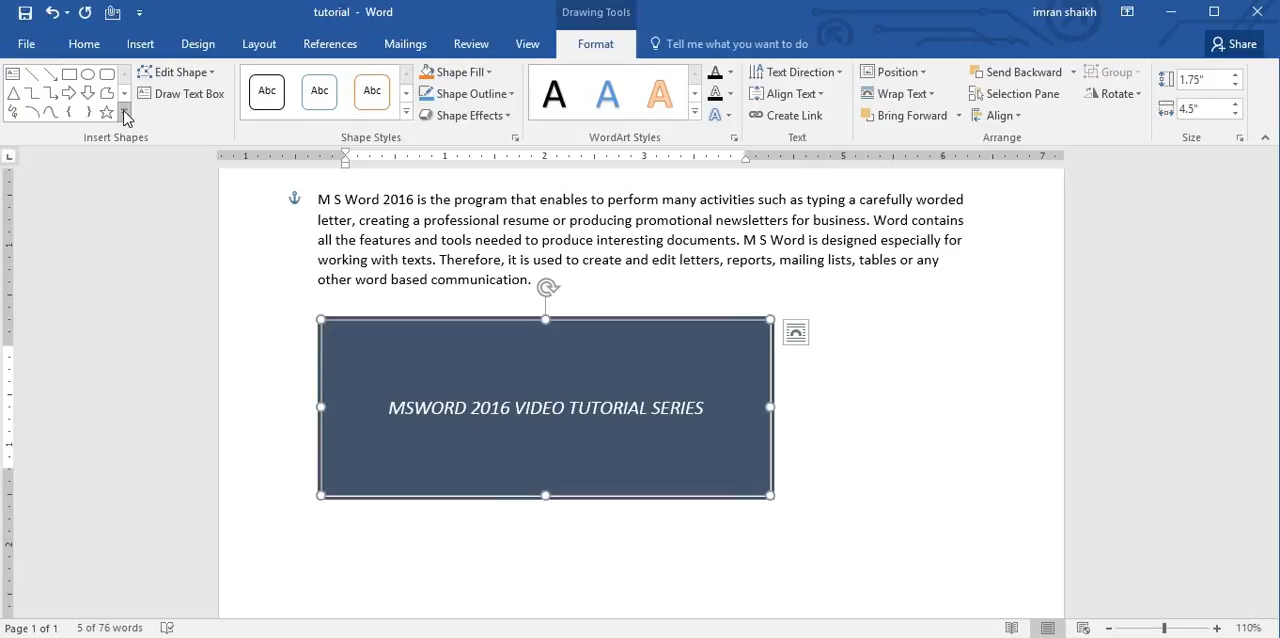 tutorial - Word
Drawing Tools
imran shaikh
File Home Insert Design Layout References Mailings Review View Format Tell me what you want to do Share
Edit Shape
Draw Text Box
Insert Shapes
Abc Abc Abc
Shape Fill
Shape Outline
Shape Effects
Shape Styles
A A A
WordArt Styles
Text Direction
Align Text
Create Link
Text
Position
Wrap Text
Bring Forward
Send Backward
Selection Pane
Align
Group
Rotate
Arrange
1.75"
4.5"
Size
1 1 2 3 5 6 7
M S Word 2016 is the program that enables to perform many activities such as typing a carefully worded
letter, creating a professional resume or producing promotional newsletters for business. Word contains
all the features and tools needed to produce interesting documents. M S Word is designed especially for
working with texts. Therefore, it is used to create and edit letters, reports, mailing lists, tables or any
other word based communication.
MSWORD 2016 VIDEO TUTORIAL SERIES
Page 1 of 1 5 of 76 words
110%